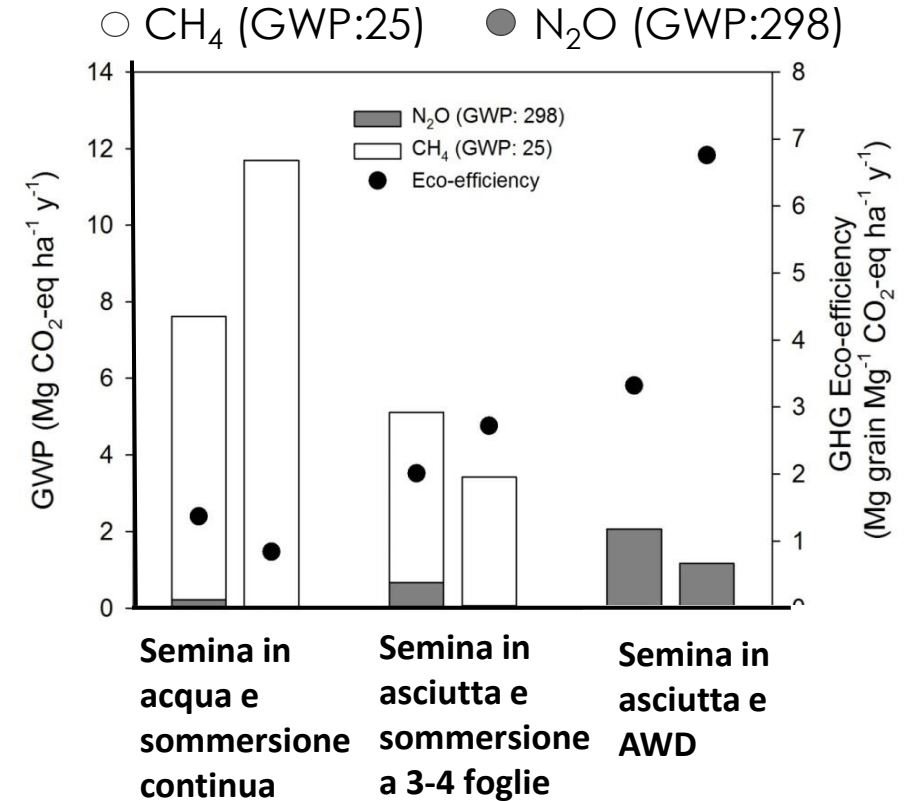 ○ CH₄ (GWP:25) ● N₂O (GWP:298)
N₂O (GWP: 298)
CH₄ (GWP: 25)
Eco-efficiency
GWP (Mg CO₂-eq ha⁻¹ y⁻¹)
14
12
10
8
6
4
2
0
8
7
6
5
4
3
2
1
0
GHG Eco-efficiency
(Mg grain Mg⁻¹ CO₂-eq ha⁻¹ y⁻¹)
Semina in
acqua e
sommersione
continua
Semina in
asciutta e
sommersione
a 3-4 foglie
Semina in
asciutta e
AWD